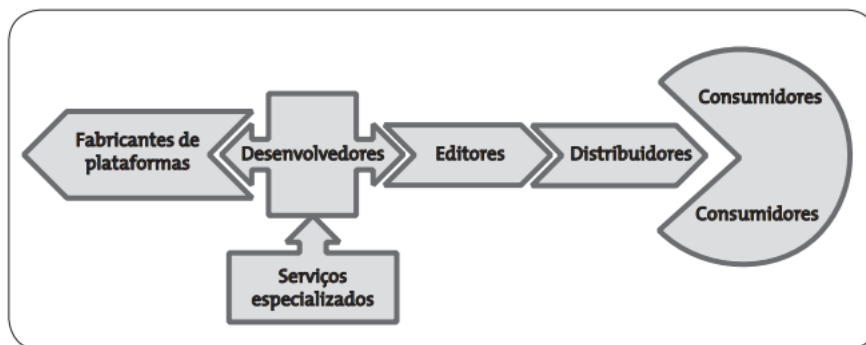 Fabricantes de
plataformas
Desenvolvedores
Editores
Distribuidores
Consumidores
Consumidores
Serviços
especializados